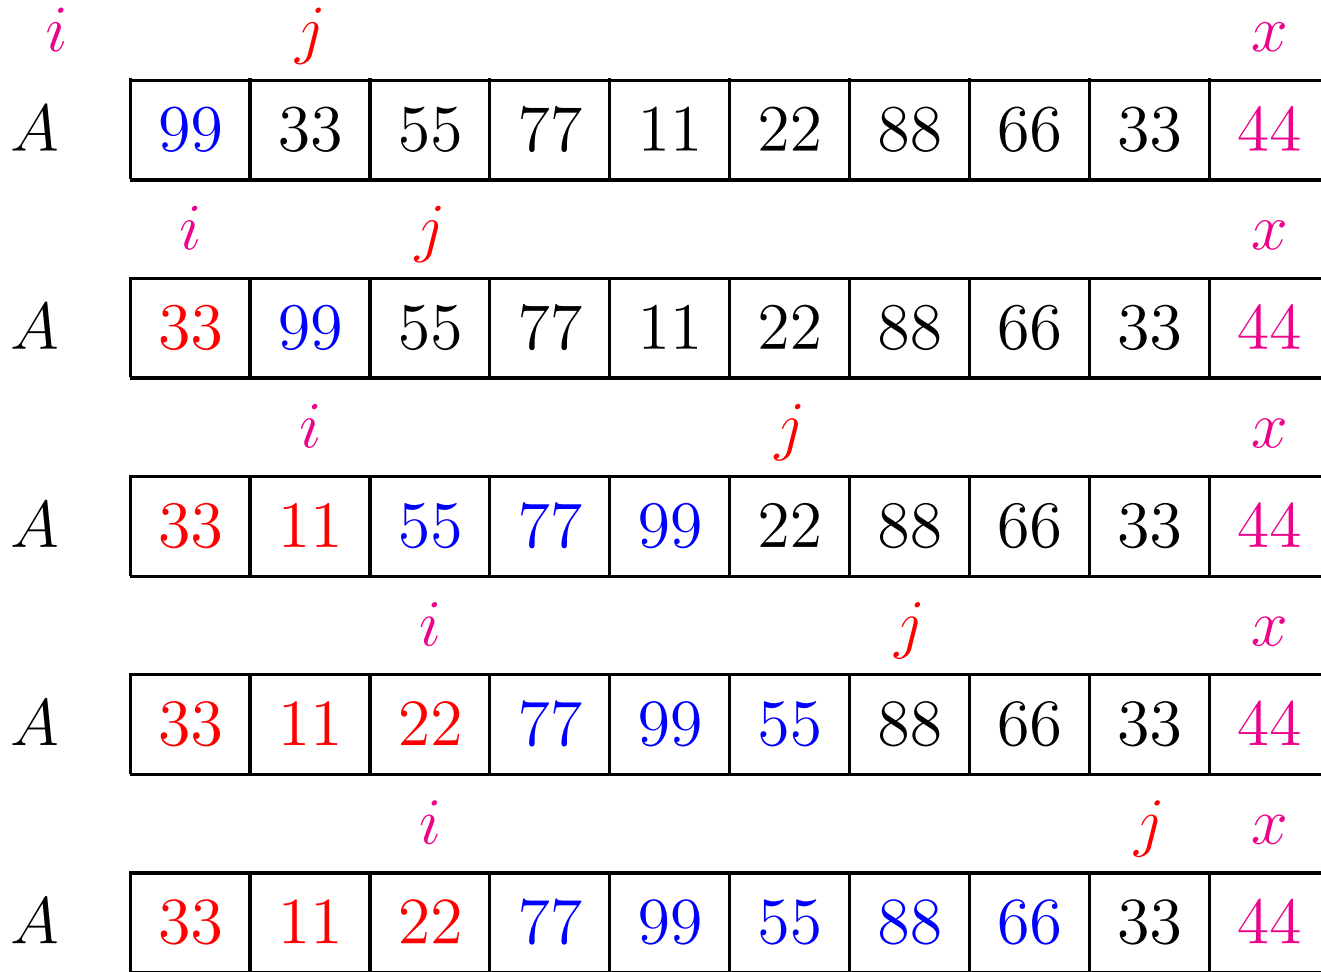 i j x
A 99 33 55 77 11 22 88 66 33 44
i j x
A 33 99 55 77 11 22 88 66 33 44
i j x
A 33 11 55 77 99 22 88 66 33 44
i j x
A 33 11 22 77 99 55 88 66 33 44
i j x
A 33 11 22 77 99 55 88 66 33 44